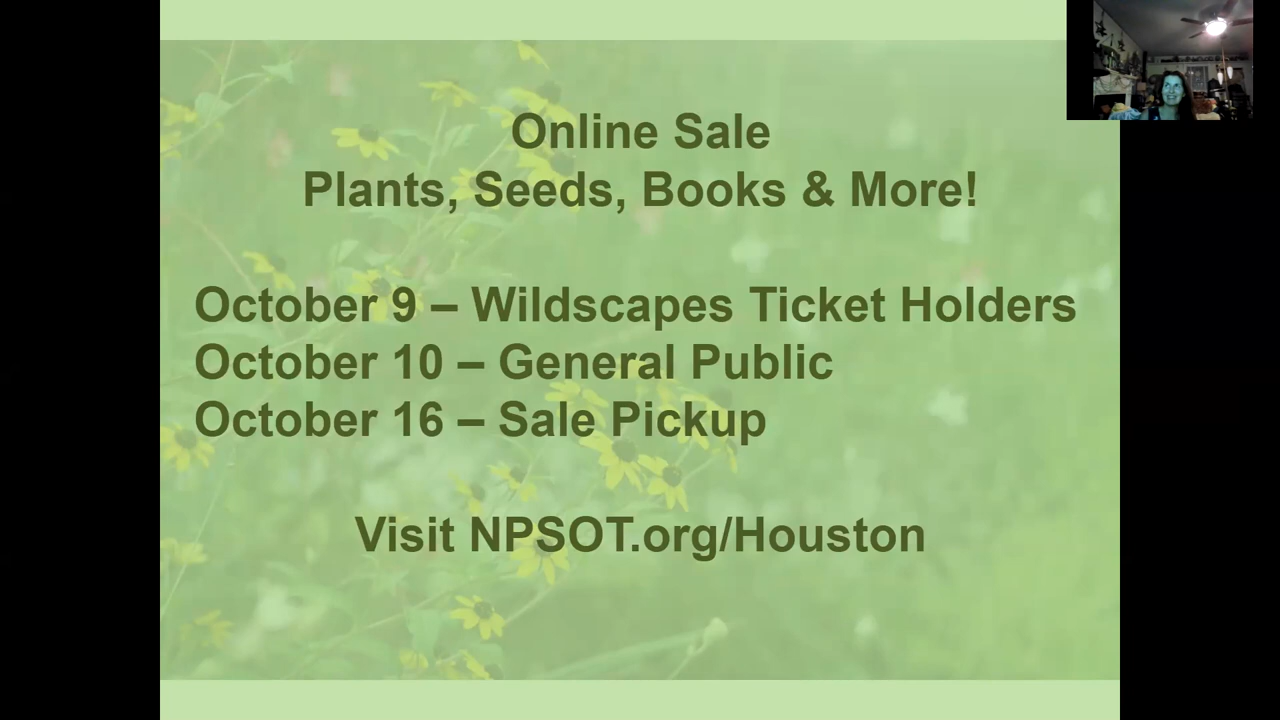 Online Sale
Plants, Seeds, Books & More!
October 9 – Wildscapes Ticket Holders
October 10 – General Public
October 16 – Sale Pickup
Visit NPSOT.org/Houston